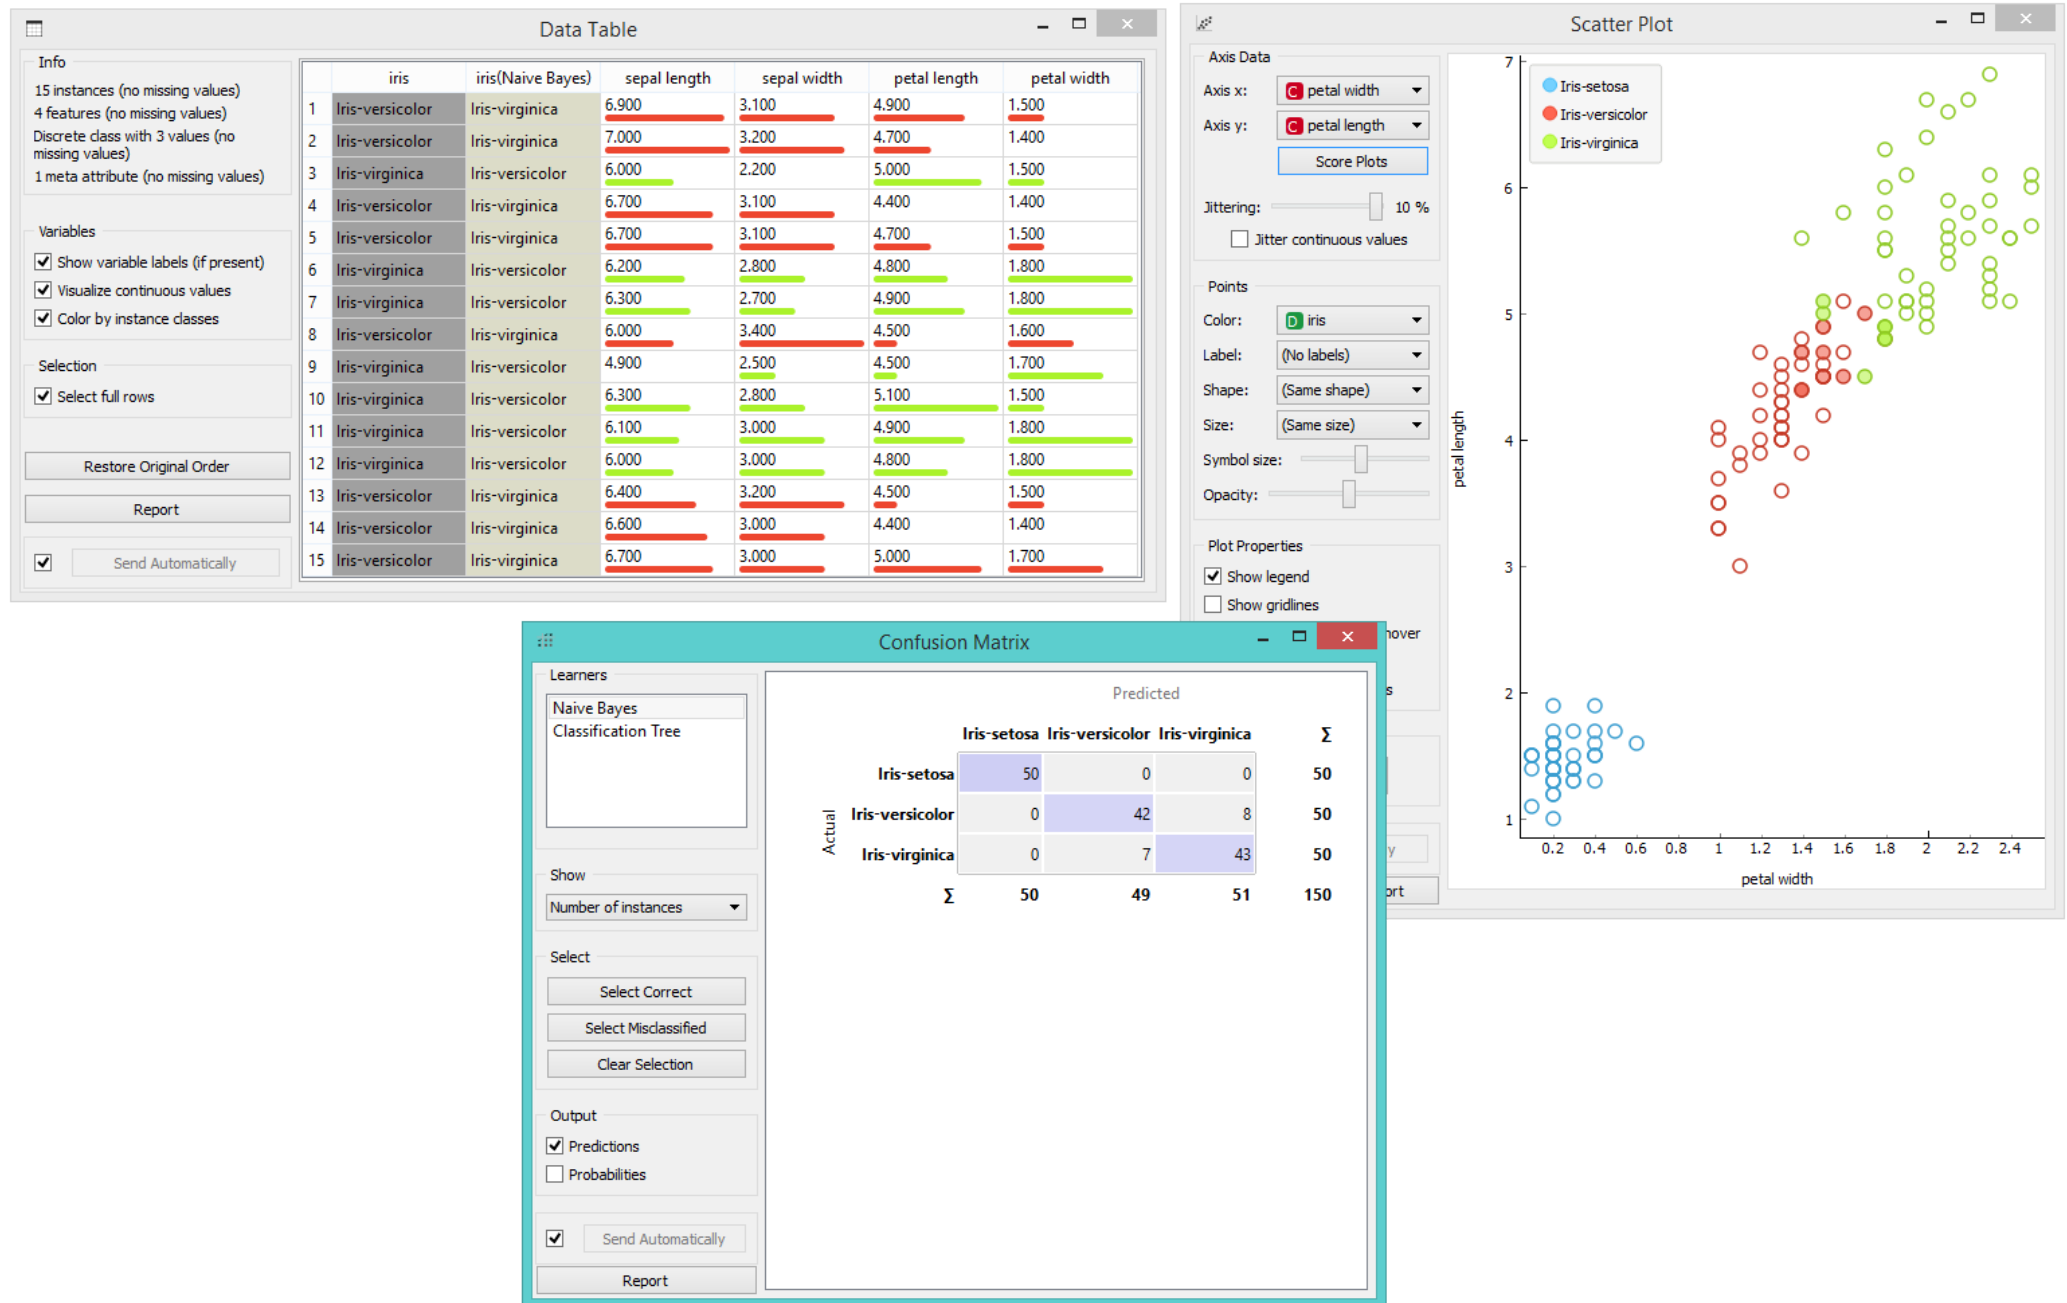 Data Table
Info
15 instances (no missing values)
4 features (no missing values)
Discrete class with 3 values (no
missing values)
1 meta attribute (no missing values)
Variables
Show variable labels (if present)
Visualize continuous values
Color by instance classes
Selection
Select full rows
Restore Original Order
Report
Send Automatically
iris iris(Naive Bayes) sepal length sepal width petal length petal width
1 Iris-versicolor Iris-virginica 6.900 3.100 4.900 1.500
2 Iris-versicolor Iris-virginica 7.000 3.200 4.700 1.400
3 Iris-virginica Iris-versicolor 6.000 2.200 5.000 1.500
4 Iris-versicolor Iris-virginica 6.700 3.100 4.400 1.400
5 Iris-versicolor Iris-virginica 6.700 3.100 4.700 1.500
6 Iris-virginica Iris-versicolor 6.200 2.800 4.800 1.800
7 Iris-virginica Iris-versicolor 6.300 2.700 4.900 1.800
8 Iris-versicolor Iris-virginica 6.000 3.400 4.500 1.600
9 Iris-virginica Iris-versicolor 4.900 2.500 4.500 1.700
10 Iris-virginica Iris-versicolor 6.300 2.800 5.100 1.500
11 Iris-virginica Iris-versicolor 6.100 3.000 4.900 1.800
12 Iris-virginica Iris-versicolor 6.000 3.000 4.800 1.800
13 Iris-versicolor Iris-virginica 6.400 3.200 4.500 1.500
14 Iris-versicolor Iris-virginica 6.600 3.000 4.400 1.400
15 Iris-versicolor Iris-virginica 6.700 3.000 5.000 1.700
Scatter Plot
Axis Data
Axis x: C petal width
Axis y: C petal length
Score Plots
Jittering: 10 %
Jitter continuous values
Points
Color: D iris
Label: (No labels)
Shape: (Same shape)
Size: (Same size)
Symbol size:
Opacity:
Plot Properties
Show legend
Show gridlines
Iris-setosa
Iris-versicolor
Iris-virginica
petal length
7
6
5
4
3
2
1
0.2 0.4 0.6 0.8 1 1.2 1.4 1.6 1.8 2 2.2 2.4
petal width
Confusion Matrix
Learners
Naive Bayes
Classification Tree
Show
Number of instances
Select
Select Correct
Select Misclassified
Clear Selection
Output
Predictions
Probabilities
Send Automatically
Report
Predicted
Iris-setosa Iris-versicolor Iris-virginica Σ
Actual
Iris-setosa 50 0 0 50
Iris-versicolor 0 42 8 50
Iris-virginica 0 7 43 50
Σ 50 49 51 150